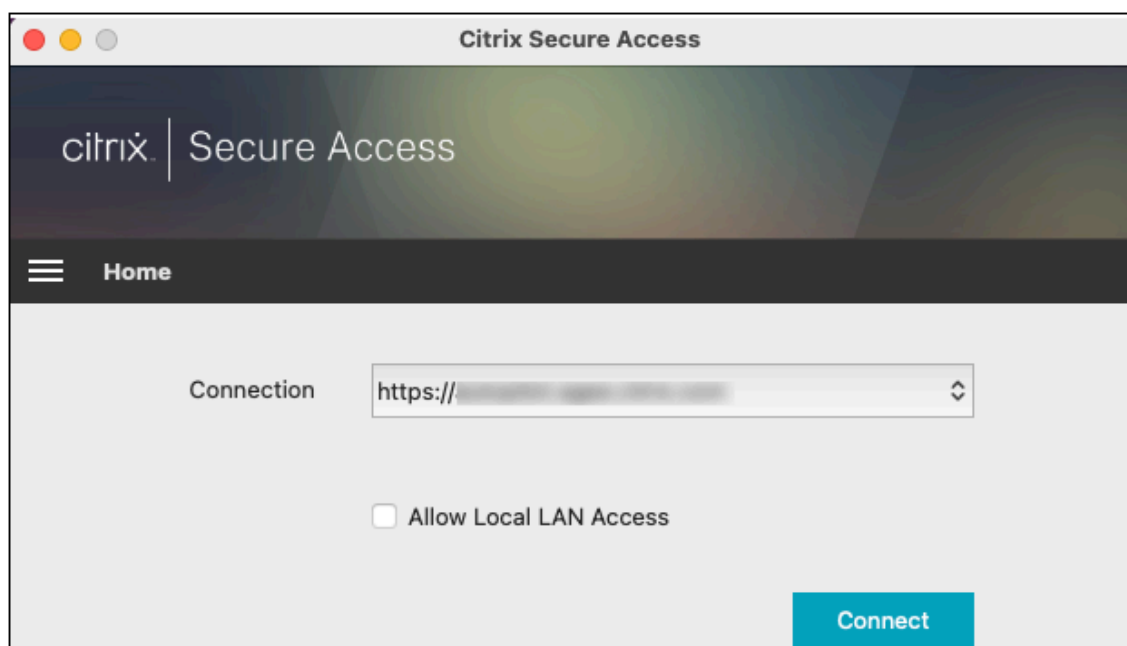 Citrix Secure Access
citrix. Secure Access
Home
Connection
https://
Allow Local LAN Access
Connect